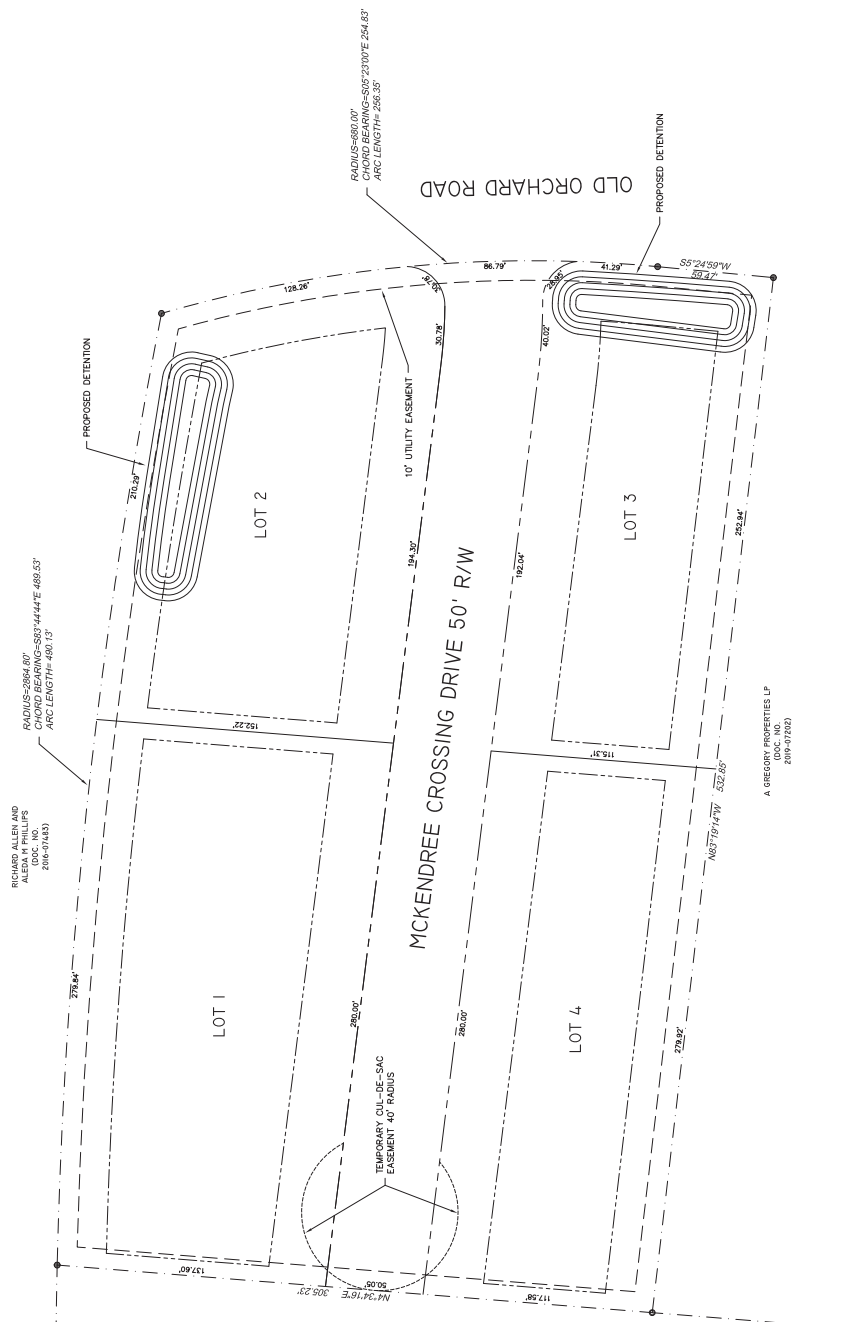 RADIUS=680.00'
CHORD BEARING=S05°23'00"E 254.83'
ARC LENGTH= 256.35'
OLD ORCHARD ROAD
PROPOSED DETENTION
128.26'
86.79'
41.29'
S5°24'59"W
59.47'
30.78'
28.95'
30.78'
40.02'
PROPOSED DETENTION
10' UTILITY EASEMENT
210.29'
LOT 2
LOT 3
194.30'
192.04'
252.94'
RADIUS=2864.80'
CHORD BEARING=S83°44'44"E 489.53'
ARC LENGTH= 490.13'
MCKENDREE CROSSING DRIVE 50' R/W
152.22'
115.31'
RICHARD ALLEN AND
ALEDA M PHILLIPS
(DOC. NO.
2016-07483)
A GREGORY PROPERTIES LP
(DOC. NO.
2019-07202)
N83°19'14"W 532.85'
279.84'
LOT 1
280.00'
280.00'
LOT 4
279.92'
TEMPORARY CUL-DE-SAC
EASEMENT 40' RADIUS
137.60'
50.05'
N4°34'16"E 305.23'
117.58'